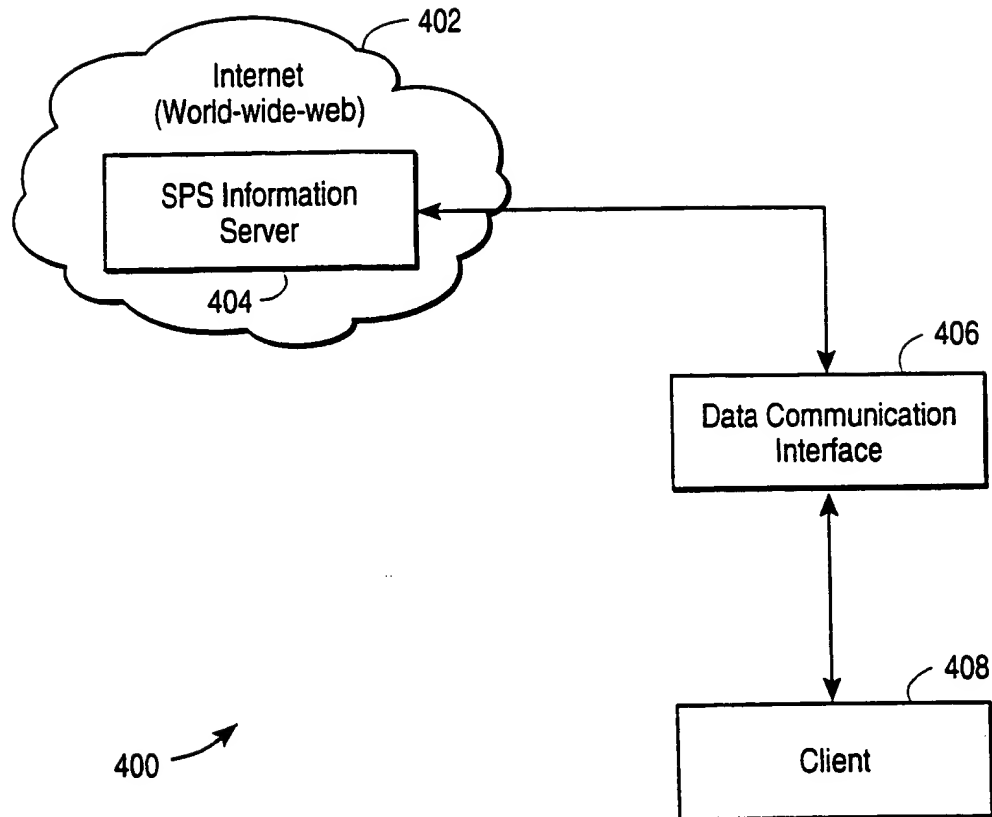 402
Internet
(World-wide-web)
SPS Information
Server
404
406
Data Communication
Interface
408
Client
400